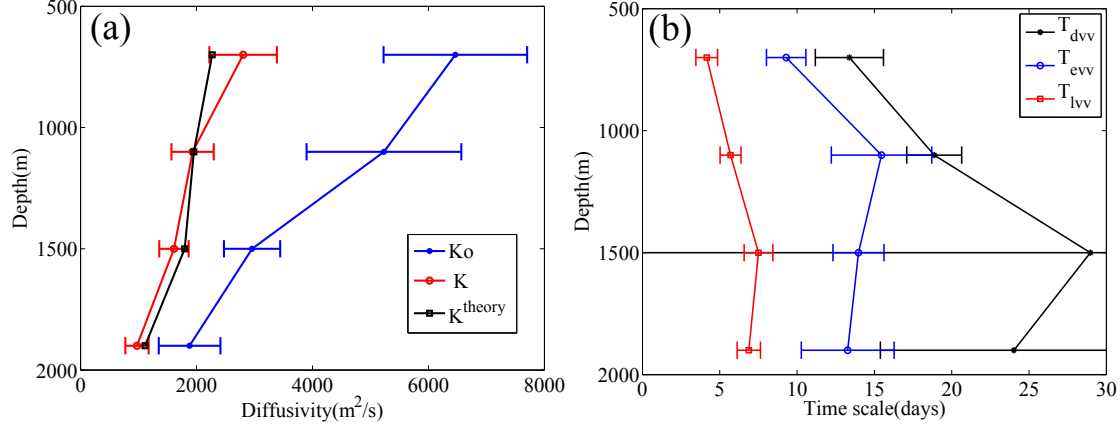 (a)
500
1000
1500
2000
Depth(m)
0
2000
4000
6000
8000
Diffusivity(m²/s)
Ko
K
K^theory
(b)
500
1000
1500
2000
Depth(m)
0
5
10
15
20
25
30
Time scale(days)
T_dvv
T_evv
T_lvv